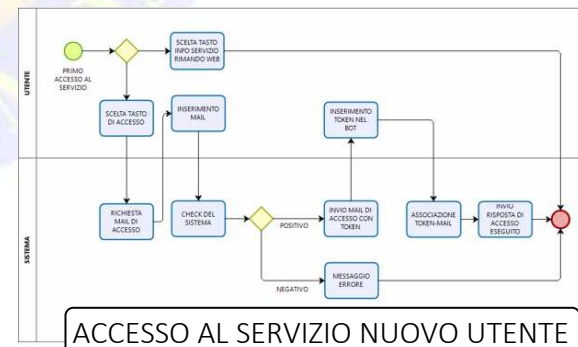 UTENTE
PRIMO
ACCESSO AL
SERVIZIO
SCELTA TASTO
INFO SERVIZIO
RIMANDO WEB
SCELTA TASTO
DI ACCESSO
INSERIMENTO
MAIL
INSERIMENTO
TOKEN NEL
BOT
SISTEMA
RICHIESTA
MAIL DI
ACCESSO
CHECK DEL
SISTEMA
POSITIVO
INVIO MAIL DI
ACCESSO CON
TOKEN
ASSOCIAZIONE
TOKEN-MAIL
INVIU
RISPOSTA DI
ACCESSO
ESEGUITO
NEGATIVO
MESSAGGIO
ERRORE
ACCESSO AL SERVIZIO NUOVO UTENTE